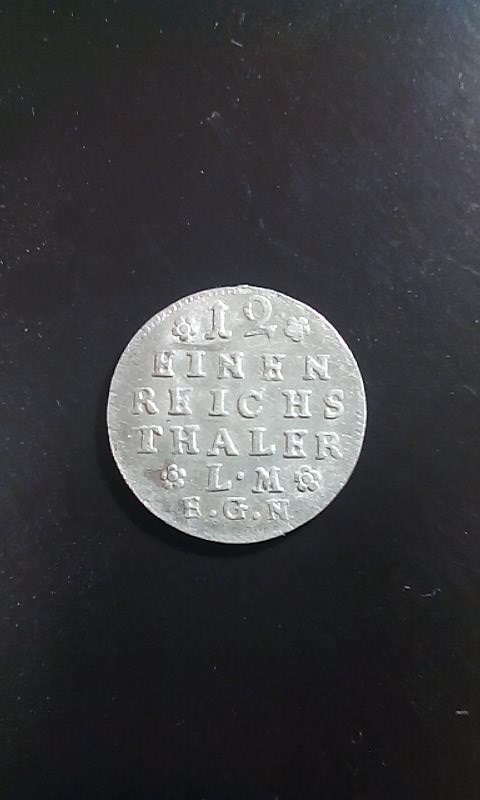 12
EINEN
REICHS
THALER
L·M
E.G.N